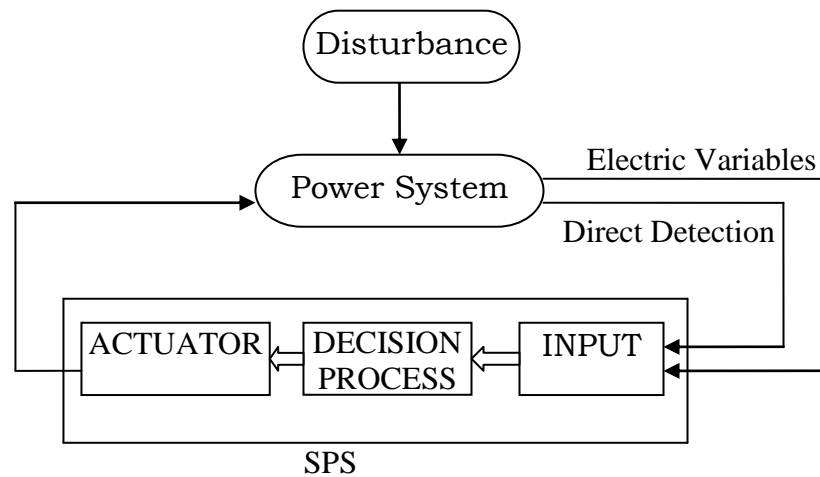 Disturbance
Power System
Electric Variables
Direct Detection
ACTUATOR
DECISION
PROCESS
INPUT
SPS